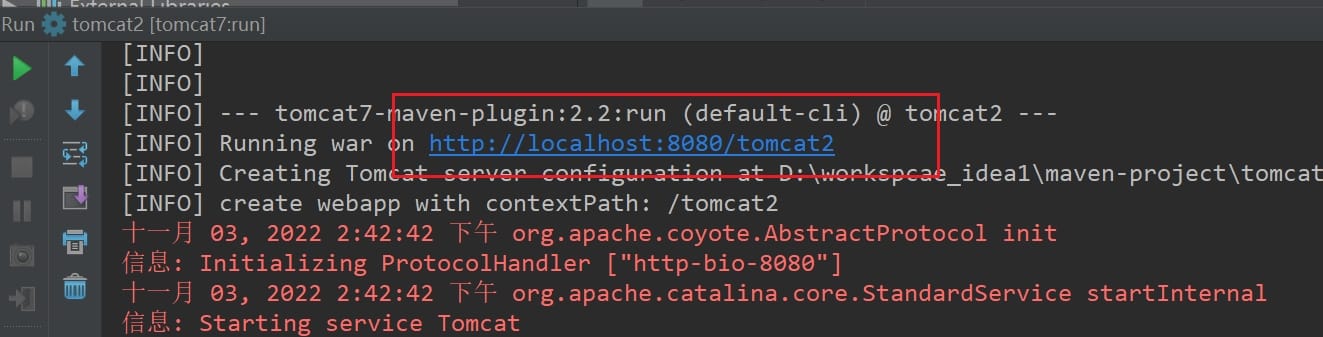 External Libraries
Run tomcat2 [tomcat7:run]
[INFO]
[INFO]
[INFO] --- tomcat7-maven-plugin:2.2:run (default-cli) @ tomcat2 ---
[INFO] Running war on http://localhost:8080/tomcat2
[INFO] Creating Tomcat server configuration at D:\workspcae_idea1\maven-project\tomcat
[INFO] create webapp with contextPath: /tomcat2
十一月 03, 2022 2:42:42 下午 org.apache.coyote.AbstractProtocol init
信息: Initializing ProtocolHandler ["http-bio-8080"]
十一月 03, 2022 2:42:42 下午 org.apache.catalina.core.StandardService startInternal
信息: Starting service Tomcat